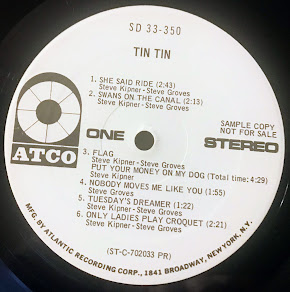 SD 33-350
TIN TIN
1. SHE SAID RIDE (2:43)
Steve Kipner-Steve Groves
2. SWANS ON THE CANAL (2:13)
Steve Kipner-Steve Groves
SAMPLE COPY
NOT FOR SALE
ATCO
ONE
STEREO
3. FLAG
Steve Kipner-Steve Groves
PUT YOUR MONEY ON MY DOG (Total time: 4:29)
Steve Kipner
4. NOBODY MOVES ME LIKE YOU (1:55)
Steve Kipner-Steve Groves
5. TUESDAY'S DREAMER (1:22)
Steve Kipner-Steve Groves
6. ONLY LADIES PLAY CROQUET (2:21)
Steve Kipner-Steve Groves
(ST-C-702033 PR)
MFG. BY ATLANTIC RECORDING CORP., 1841 BROADWAY, NEW YORK, N.Y.